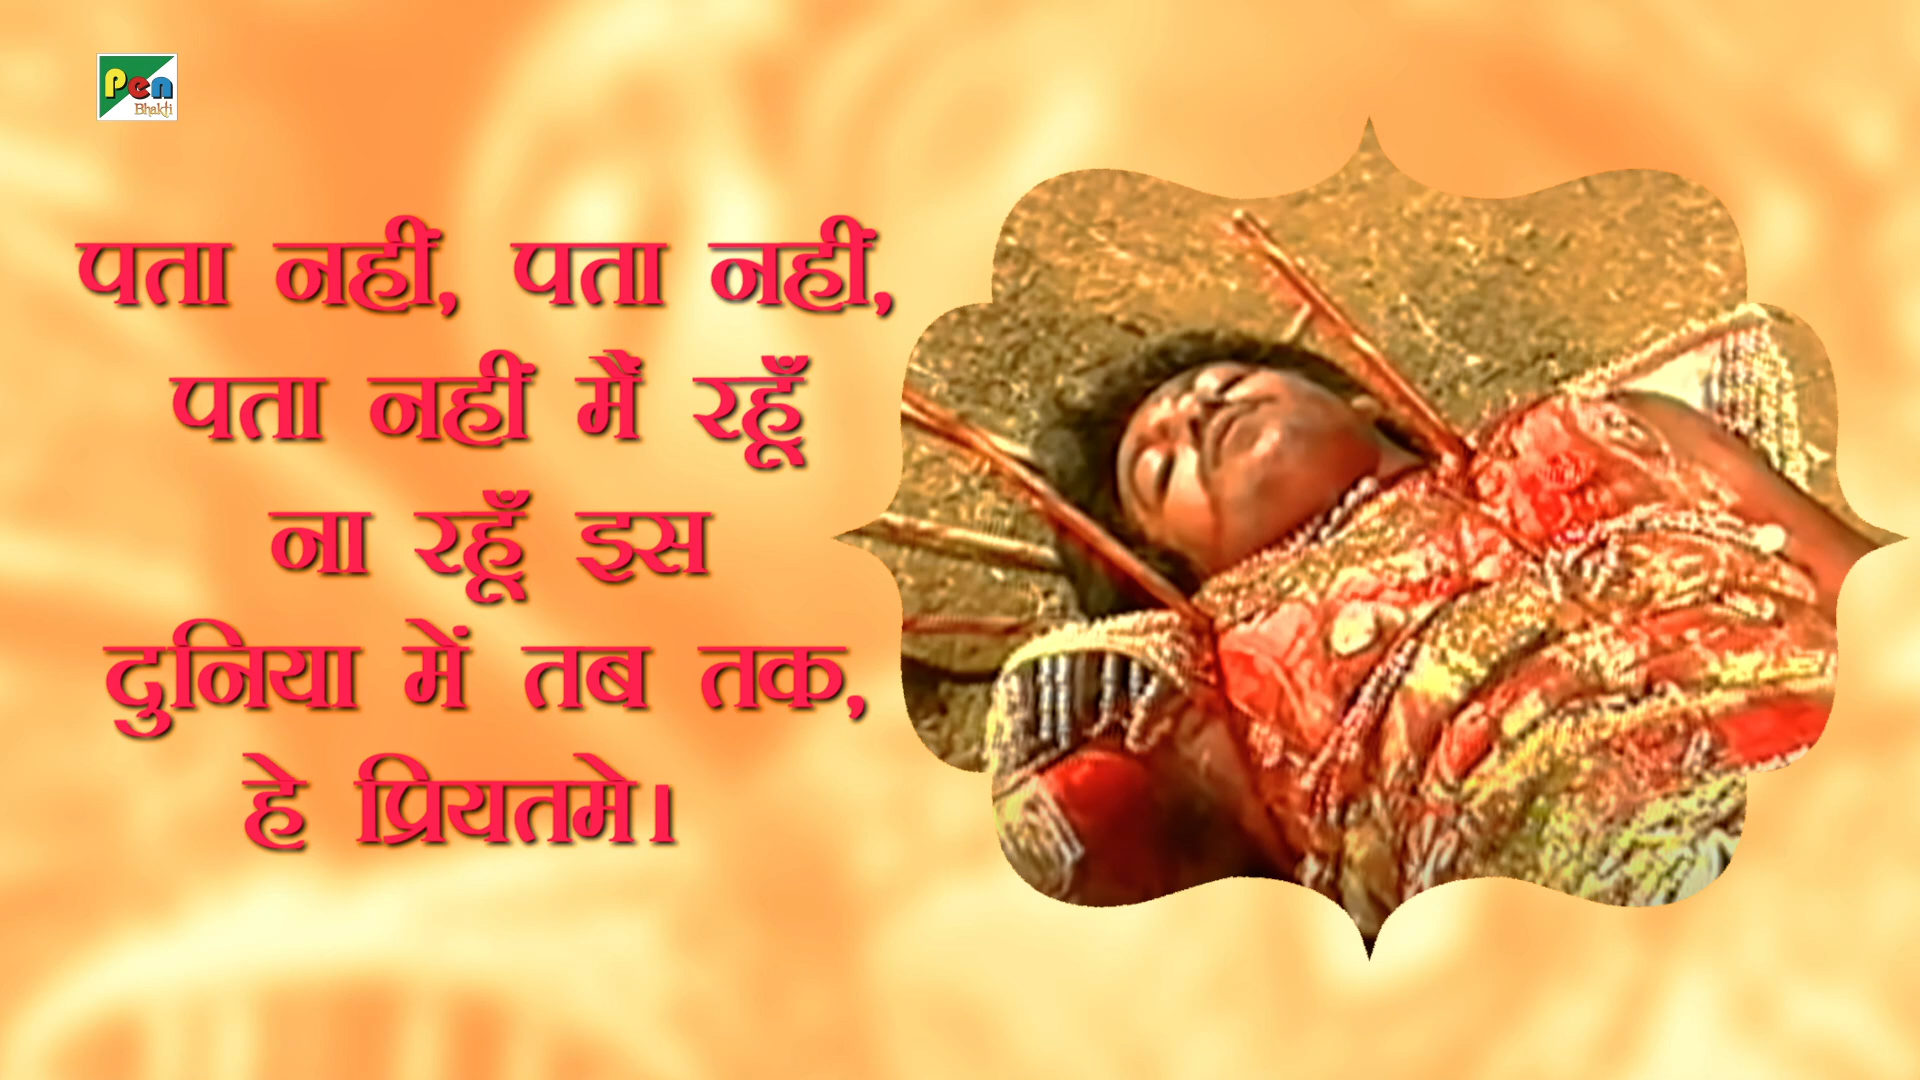 Pen
Bhakti
पता नहीं, पता नहीं,
पता नहीं मैं रहूँ
ना रहूँ इस
दुनिया में तब तक,
हे प्रियतमे।